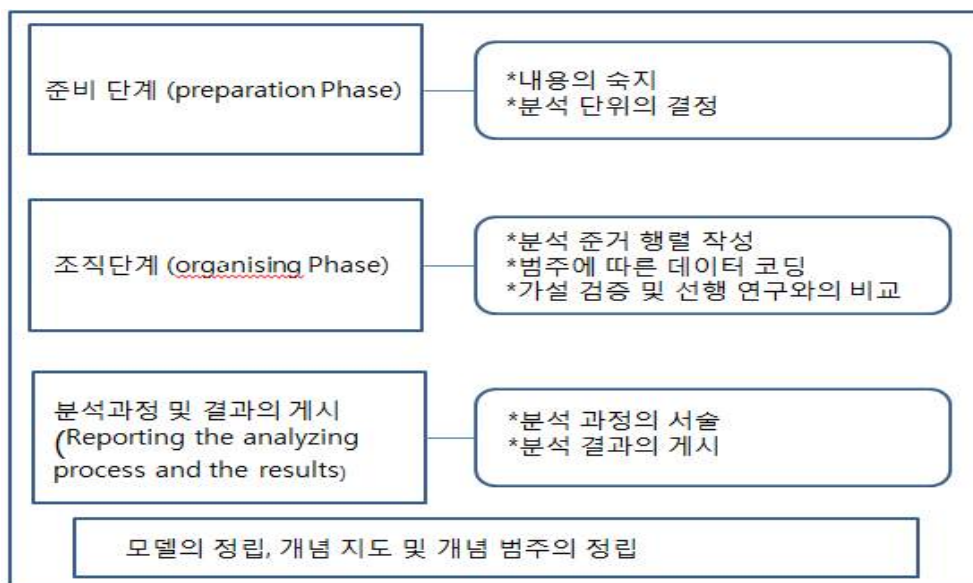 준비 단계 (preparation Phase)
*내용의 숙지
*분석 단위의 결정
조직단계 (organising Phase)
*분석 준거 행렬 작성
*범주에 따른 데이터 코딩
*가설 검증 및 선행 연구와의 비교
분석과정 및 결과의 게시
(Reporting the analyzing
process and the results)
*분석 과정의 서술
*분석 결과의 게시
모델의 정립, 개념 지도 및 개념 범주의 정립